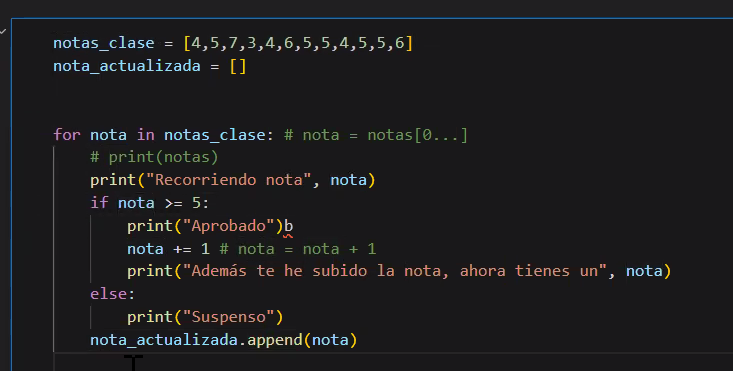 notas_clase = [4,5,7,3,4,6,5,5,4,5,5,6]
nota_actualizada = []
for nota in notas_clase: # nota = notas[0...]
# print(notas)
print("Recorriendo nota", nota)
if nota >= 5:
print("Aprobado")b
nota += 1 # nota = nota + 1
print("Además te he subido la nota, ahora tienes un", nota)
else:
print("Suspenso")
nota_actualizada.append(nota)